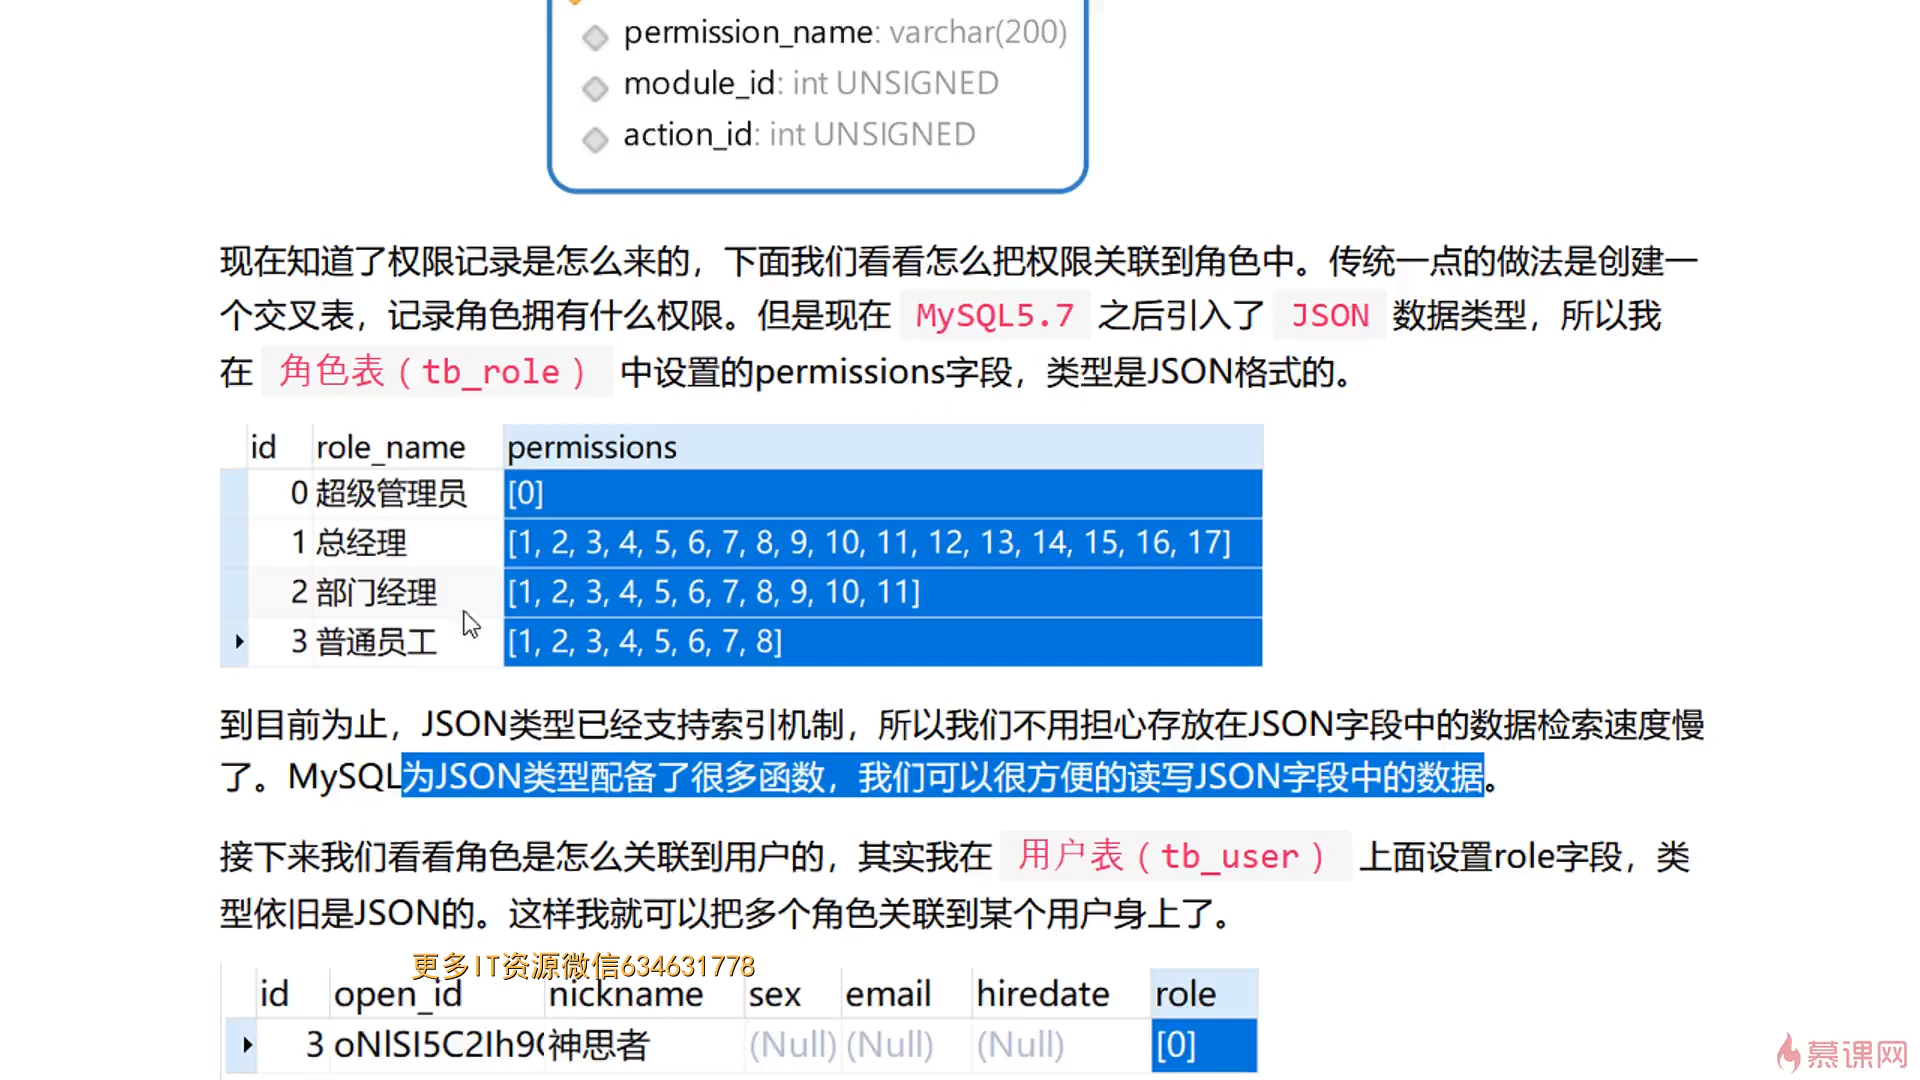 permission_name: varchar(200)
module_id: int UNSIGNED
action_id: int UNSIGNED
现在知道了权限记录是怎么来的，下面我们看看怎么把权限关联到角色中。传统一点的做法是创建一
个交叉表，记录角色拥有什么权限。但是现在 MySQL5.7 之后引入了 JSON 数据类型，所以我
在 角色表（tb_role） 中设置的permissions字段，类型是JSON格式的。
id role_name permissions
0 超级管理员 [0]
1 总经理 [1, 2, 3, 4, 5, 6, 7, 8, 9, 10, 11, 12, 13, 14, 15, 16, 17]
2 部门经理 [1, 2, 3, 4, 5, 6, 7, 8, 9, 10, 11]
3 普通员工 [1, 2, 3, 4, 5, 6, 7, 8]
到目前为止，JSON类型已经支持索引机制，所以我们不用担心存放在JSON字段中的数据检索速度慢
了。MySQL为JSON类型配备了很多函数，我们可以很方便的读写JSON字段中的数据。
接下来我们看看角色是怎么关联到用户的，其实我在 用户表（tb_user） 上面设置role字段，类
型依旧是JSON的。这样我就可以把多个角色关联到某个用户身上了。
更多IT资源微信634631778
id open_id nickname sex email hiredate role
3 oNlSI5C2Ih9 神思者 (Null) (Null) (Null) [0]
慕课网